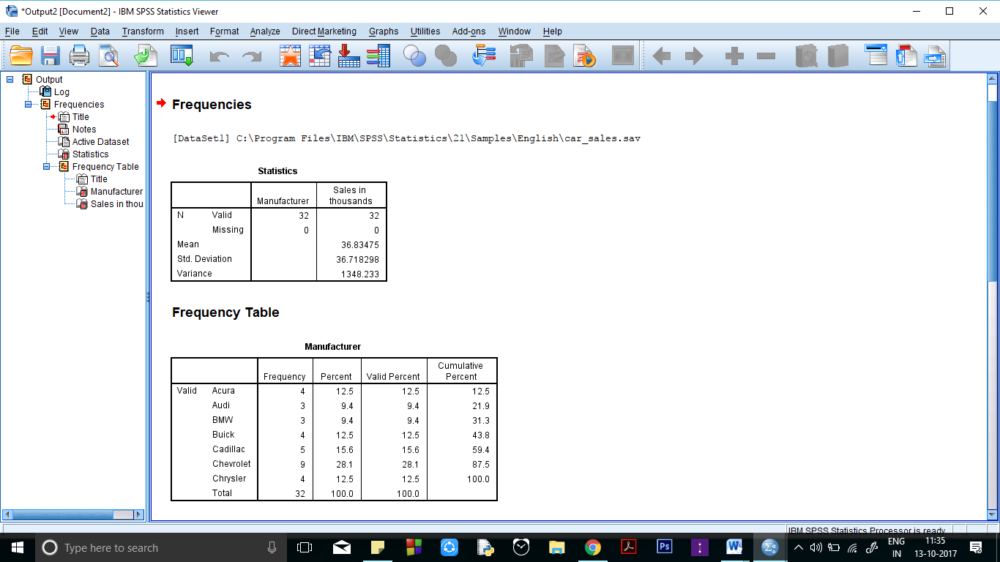 *Output2 [Document2] - IBM SPSS Statistics Viewer
File Edit View Data Transform Insert Format Analyze Direct Marketing Graphs Utilities Add-ons Window Help
Output
Log
Frequencies
Title
Notes
Active Dataset
Statistics
Frequency Table
Title
Manufacturer
Sales in thou
Frequencies
[DataSet1] C:\Program Files\IBM\SPSS\Statistics\21\Samples\English\car_sales.sav
Statistics
Manufacturer Sales in thousands
N Valid 32 32
Missing 0 0
Mean 36.83475
Std. Deviation 36.718298
Variance 1348.233
Frequency Table
Manufacturer
Frequency Percent Valid Percent Cumulative Percent
Valid Acura 4 12.5 12.5 12.5
Audi 3 9.4 9.4 21.9
BMW 3 9.4 9.4 31.3
Buick 4 12.5 12.5 43.8
Cadillac 5 15.6 15.6 59.4
Chevrolet 9 28.1 28.1 87.5
Chrysler 4 12.5 12.5 100.0
Total 32 100.0 100.0
IBM SPSS Statistics Processor is ready
Type here to search
Ps
W
Σα
ENG
IN
11:35
13-10-2017